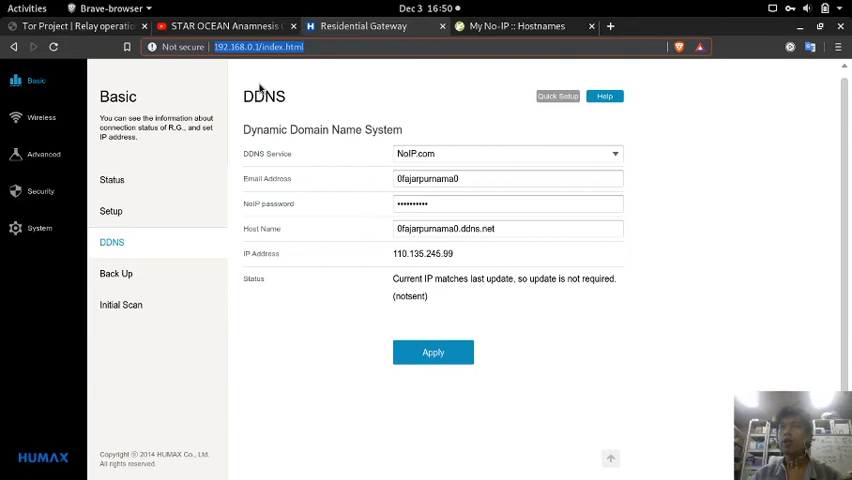 Activities
Brave-browser
Dec 3 16:50
Tor Project | Relay operation
STAR OCEAN Anamnesis
Residential Gateway
My No-IP :: Hostnames
Not secure
192.168.0.1/index.html
Basic
Wireless
Advanced
Security
System
HUMAX
Basic
You can see the information about
connection status of R.G., and set
IP address.
Status
Setup
DDNS
Back Up
Initial Scan
Copyright ⓒ 2014 HUMAX Co., Ltd.
All rights reserved.
DDNS
Quick Setup
Help
Dynamic Domain Name System
DDNS Service
NoIP.com
Email Address
0fajarpurnama0
NoIP password
••••••••••
Host Name
0fajarpurnama0.ddns.net
IP Address
110.135.245.99
Status
Current IP matches last update, so update is not required.
(notsent)
Apply